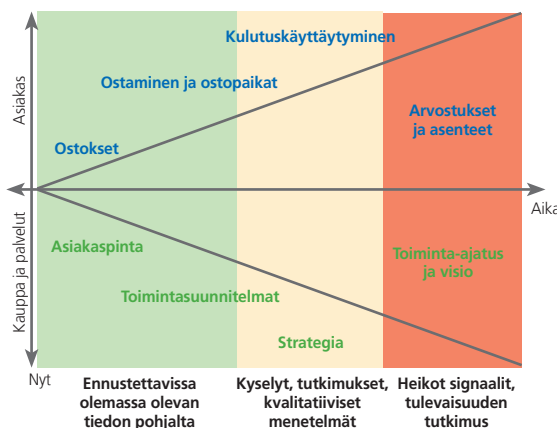 Asiakas
Kulutuskäyttäytyminen
Ostaminen ja ostopaikat
Ostokset
Arvostukset
ja asenteet
Aika
Kauppa ja palvelut
Asiakaspinta
Toimintasuunnitelmat
Strategia
Toiminta-ajatus
ja visio
Nyt
Ennustettavissa
olemassa olevan
tiedon pohjalta
Kyselyt, tutkimukset,
kvalitatiiviset
menetelmät
Heikot signaalit,
tulevaisuuden
tutkimus